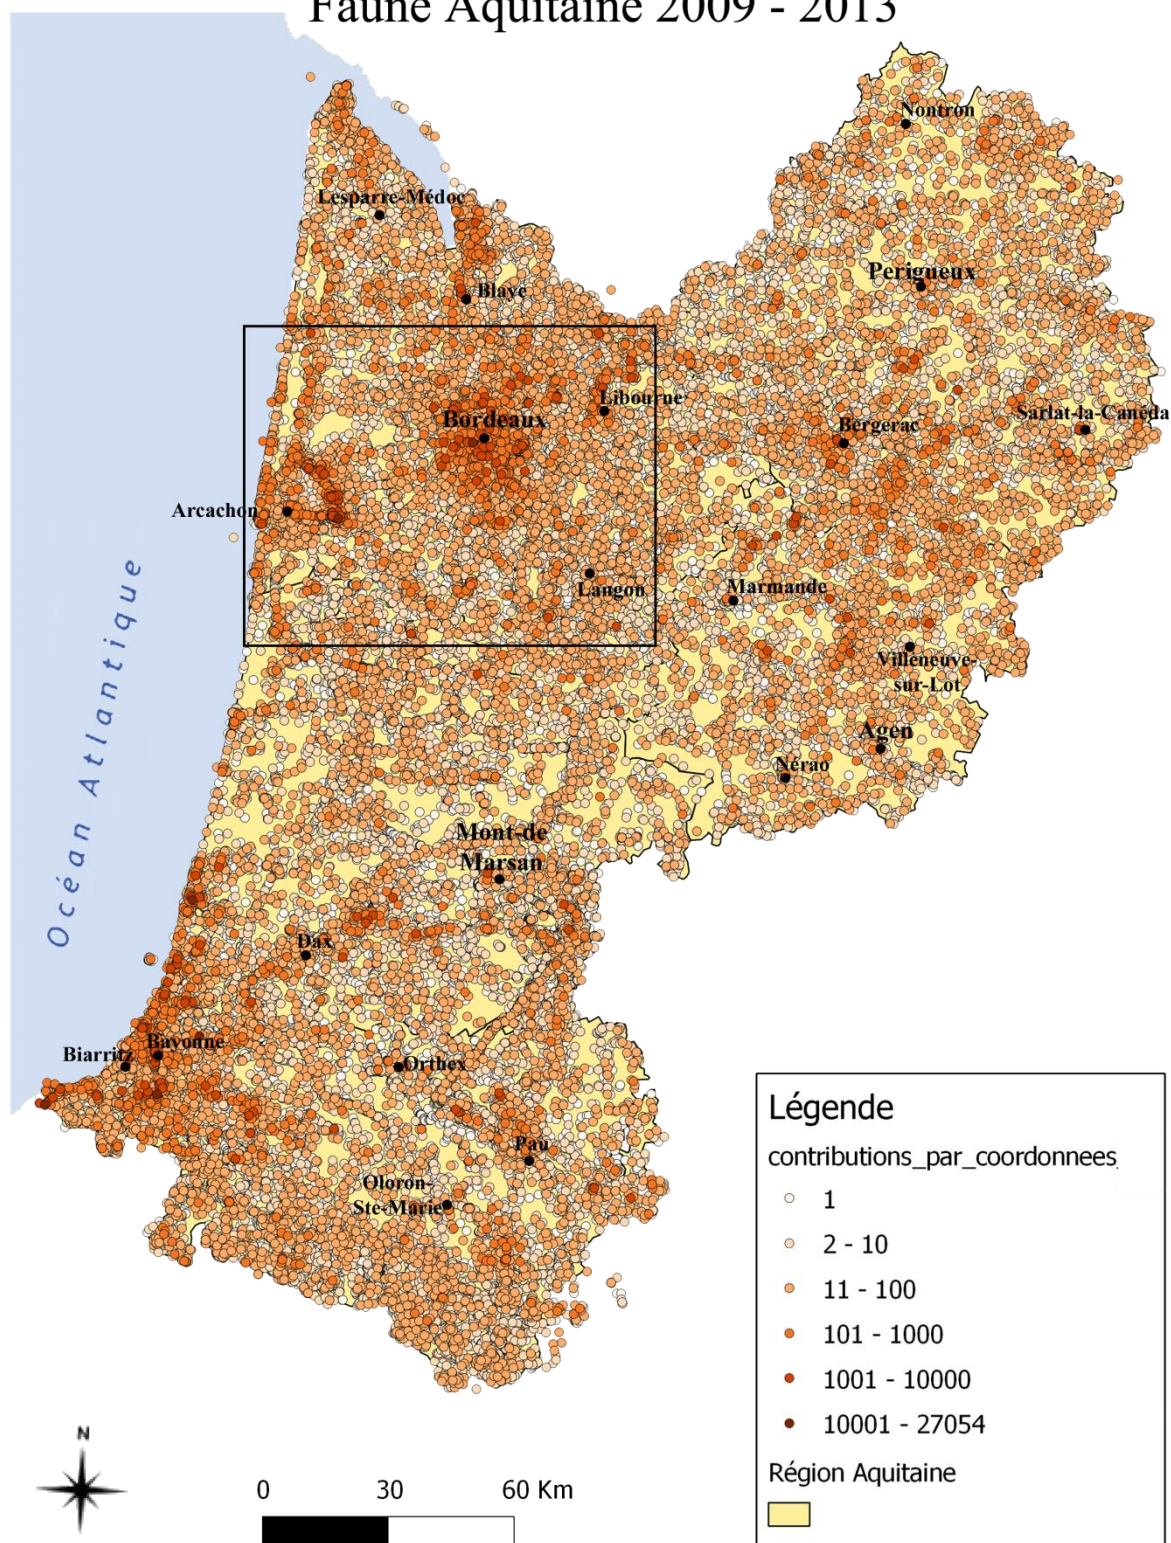 Faune Aquitaine 2009 - 2013
Nontron
Lesparre-Médoc
Perigueux
Blaye
Libourne
Bordeaux
Sarlat-la-Canéda
Bergerac
Arcachon
Langon
Marmande
Villeneuve-
sur-Lot
Agen
Nérao
Océan Atlantique
Mont-de
Marsan
Dax
Biarritz
Bayonne
Orthex
Pau
Oloron-
Ste-Marie
Légende
contributions_par_coordonnees
1
2 - 10
11 - 100
101 - 1000
1001 - 10000
10001 - 27054
Région Aquitaine
N
0 30 60 Km